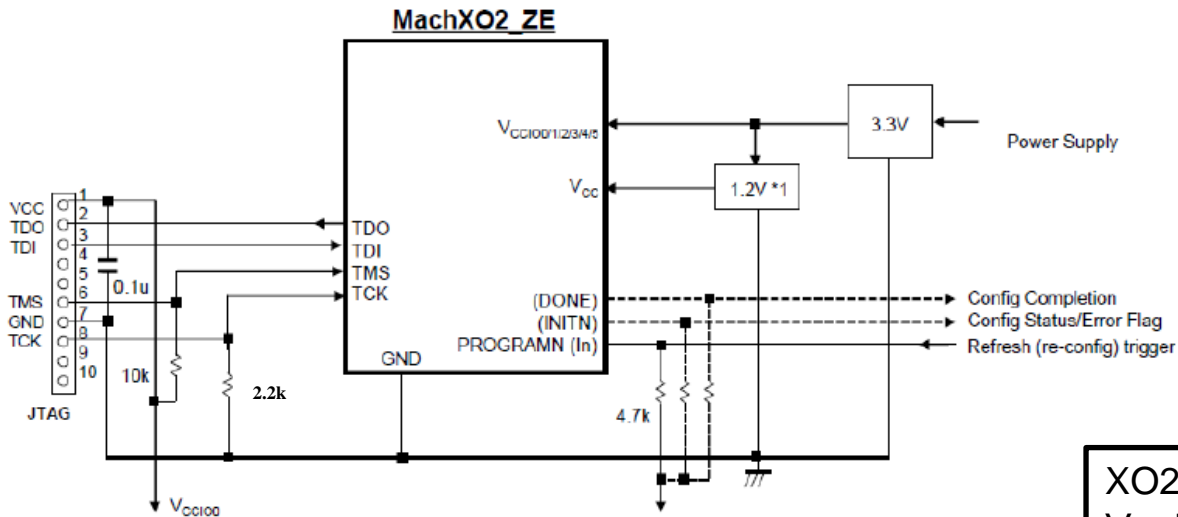 MachXO2_ZE
VCCIO0/1/2/3/4/5
3.3V
Power Supply
VCC
1.2V *1
VCC
TDO
TDI
TMS
GND
TCK
1
2
3
4
5
6
7
8
9
10
JTAG
0.1u
10k
2.2k
TDO
TDI
TMS
TCK
GND
(DONE)
(INITN)
PROGRAMN (In)
Config Completion
Config Status/Error Flag
Refresh (re-config) trigger
4.7k
VCCIO0
XO2